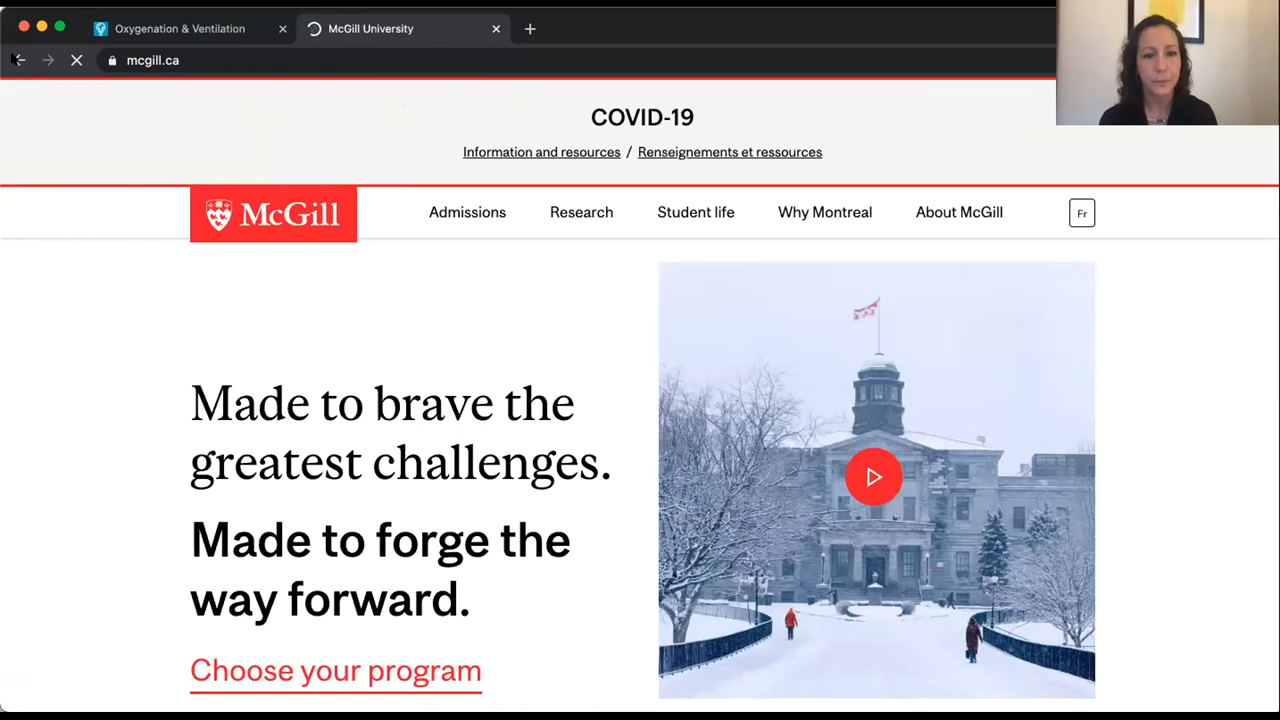 Oxygenation & Ventilation
McGill University
mcgill.ca
COVID-19
Information and resources / Renseignements et ressources
McGill
Admissions
Research
Student life
Why Montreal
About McGill
Fr
Made to brave the
greatest challenges.
Made to forge the
way forward.
Choose your program